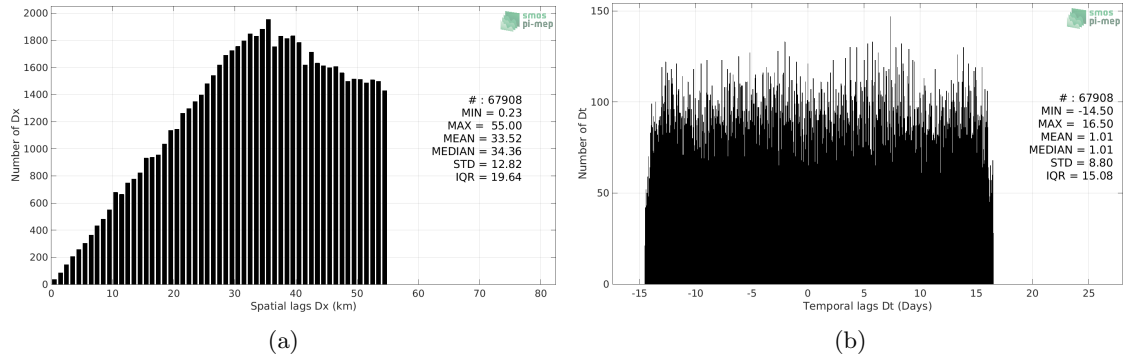 smos
pi-mep
2000
1800
1600
1400
1200
1000
800
600
400
200
0
Number of Dx
# : 67908
MIN = 0.23
MAX = 55.00
MEAN = 33.52
MEDIAN = 34.36
STD = 12.82
IQR = 19.64
0 10 20 30 40 50 60 70 80
Spatial lags Dx (km)
(a)
smos
pi-mep
150
100
50
0
Number of Dt
# : 67908
MIN = -14.50
MAX = 16.50
MEAN = 1.01
MEDIAN = 1.01
STD = 8.80
IQR = 15.08
-15 -10 -5 0 5 10 15 20 25
Temporal lags Dt (Days)
(b)